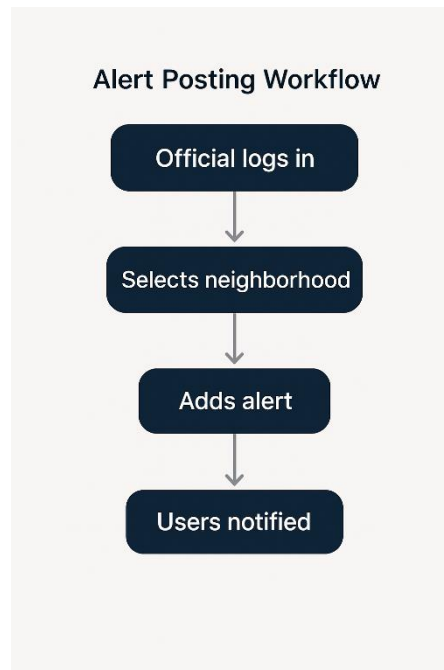 Alert Posting Workflow
Official logs in
Selects neighborhood
Adds alert
Users notified